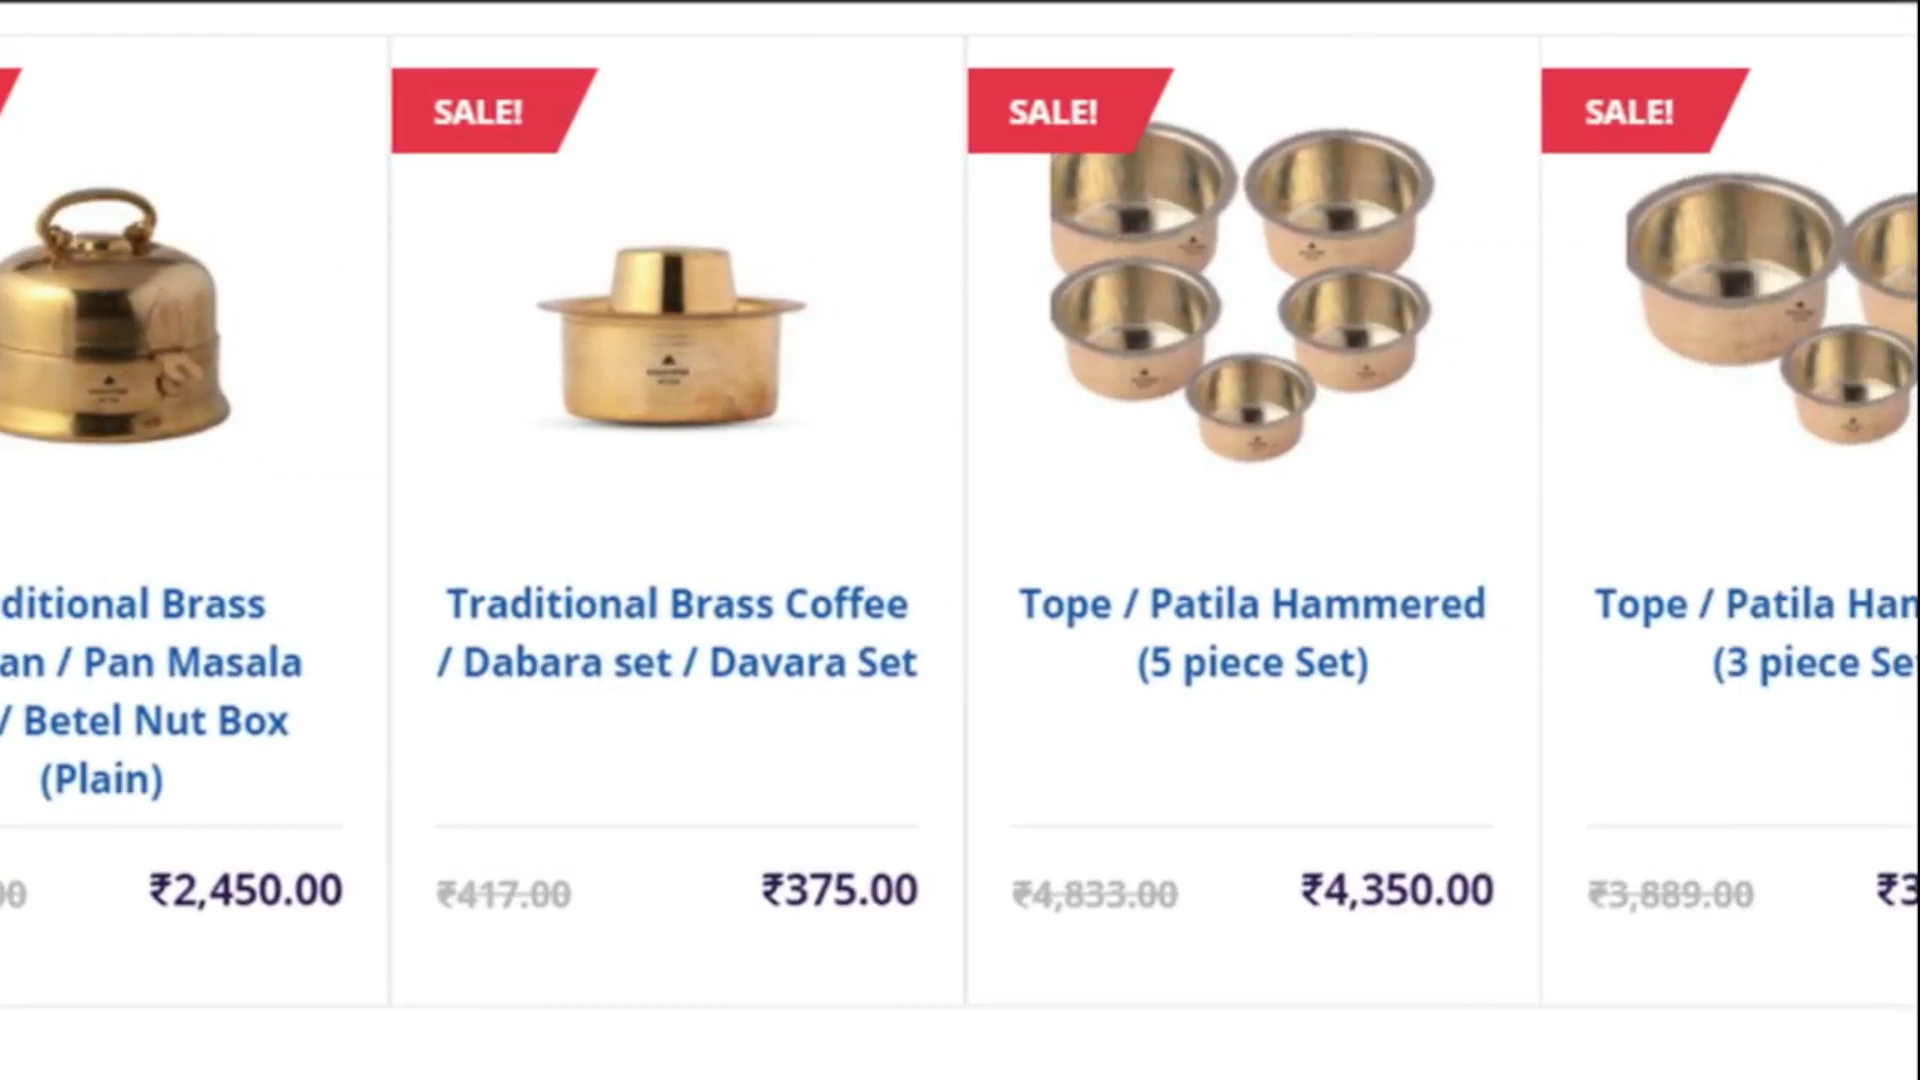 SALE!
SALE!
SALE!
ditional Brass
an / Pan Masala
/ Betel Nut Box
(Plain)
00
₹2,450.00
Traditional Brass Coffee
/ Dabara set / Davara Set
₹417.00
₹375.00
Tope / Patila Hammered
(5 piece Set)
₹4,833.00
₹4,350.00
Tope / Patila Ham
(3 piece Se
₹3,889.00
₹3